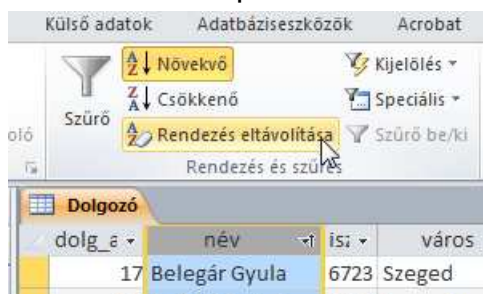 Külső adatok Adatbáziseszközök Acrobat
Növekvő Kijelölés
Csökkenő Speciális
Szűrő
Rendezés eltávolítása Szűrő be/ki
Rendezés és szűrés
Dolgozó
dolg_a név is: város
17 Belegár Gyula 6723 Szeged